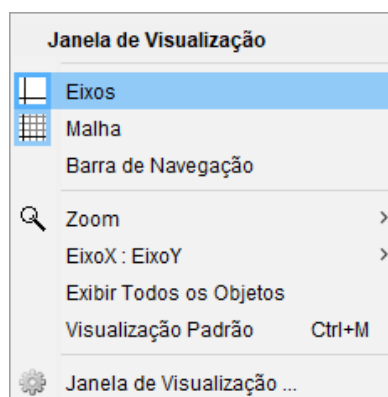 Janela de Visualização
Eixos
Malha
Barra de Navegação
Zoom
EixoX : EixoY
Exibir Todos os Objetos
Visualização Padrão Ctrl+M
Janela de Visualização ...